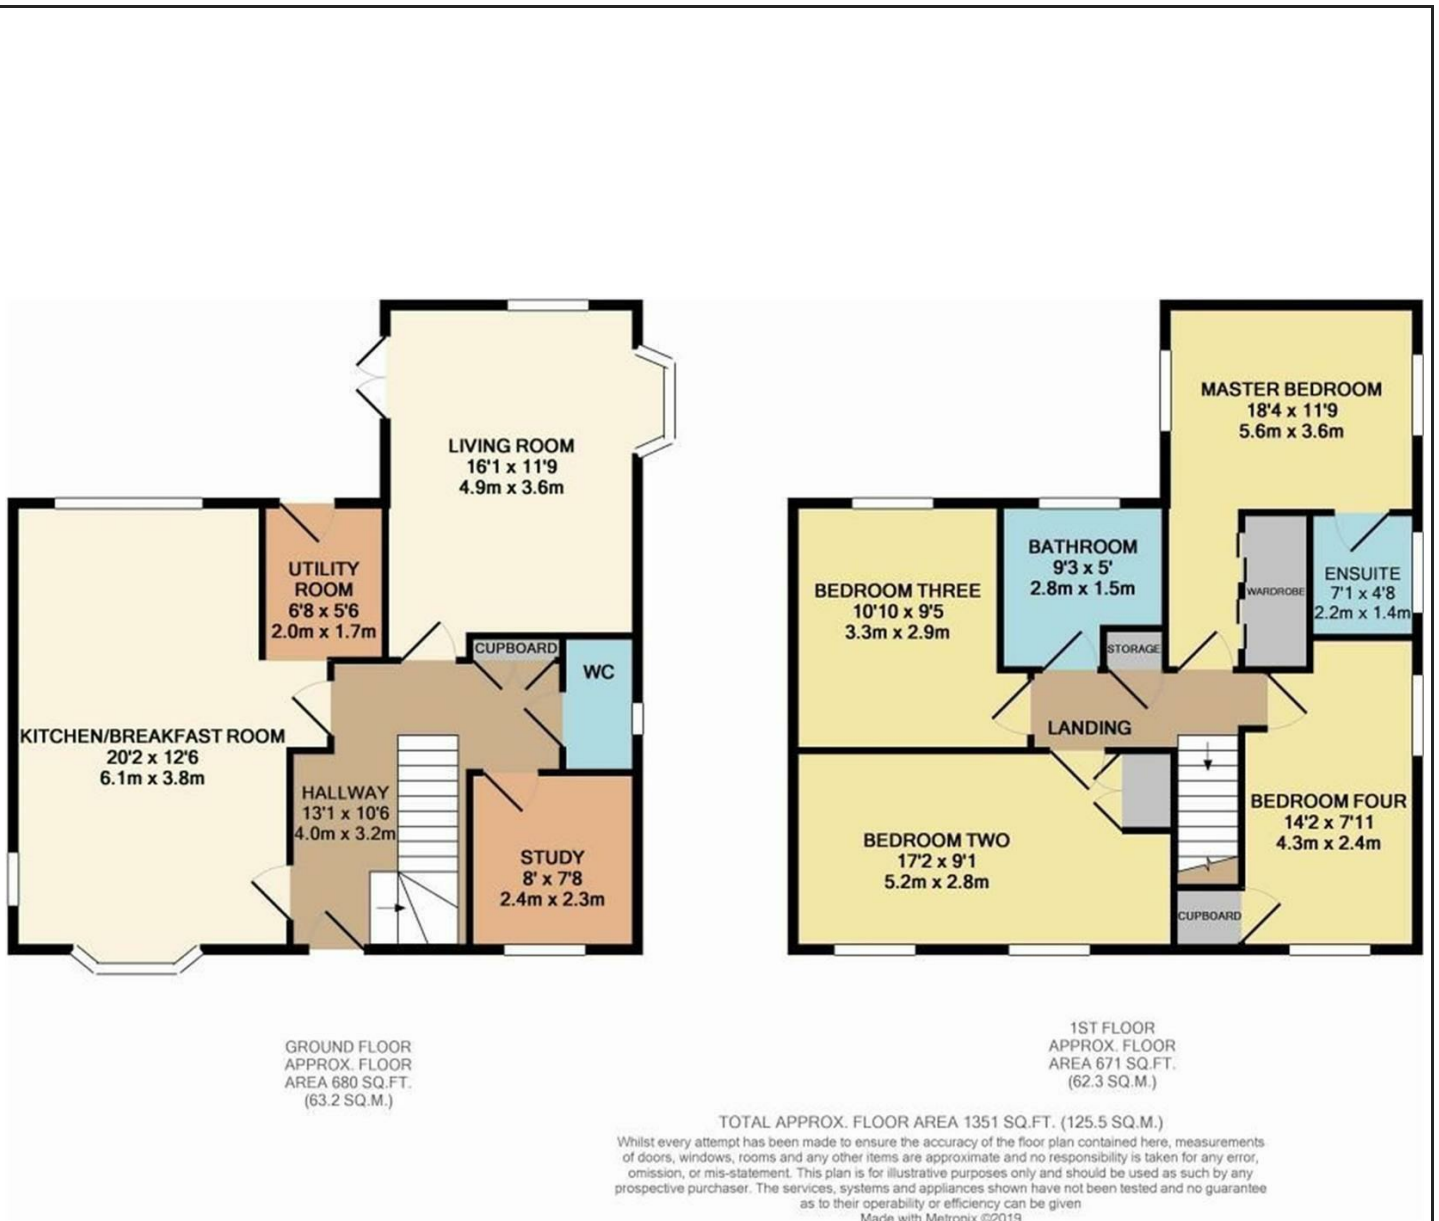 LIVING ROOM
16'1 x 11'9
4.9m x 3.6m
UTILITY
ROOM
6'8 x 5'6
2.0m x 1.7m
CUPBOARD
WC
KITCHEN/BREAKFAST ROOM
20'2 x 12'6
6.1m x 3.8m
HALLWAY
13'1 x 10'6
4.0m x 3.2m
STUDY
8' x 7'8
2.4m x 2.3m
GROUND FLOOR
APPROX. FLOOR
AREA 680 SQ.FT.
(63.2 SQ.M.)
MASTER BEDROOM
18'4 x 11'9
5.6m x 3.6m
BATHROOM
9'3 x 5'
2.8m x 1.5m
BEDROOM THREE
10'10 x 9'5
3.3m x 2.9m
WARDROBE
ENSUITE
7'1 x 4'8
2.2m x 1.4m
STORAGE
LANDING
BEDROOM TWO
17'2 x 9'1
5.2m x 2.8m
BEDROOM FOUR
14'2 x 7'11
4.3m x 2.4m
CUPBOARD
1ST FLOOR
APPROX. FLOOR
AREA 671 SQ.FT.
(62.3 SQ.M.)
TOTAL APPROX. FLOOR AREA 1351 SQ.FT. (125.5 SQ.M.)
Whilst every attempt has been made to ensure the accuracy of the floor plan contained here, measurements
of doors, windows, rooms and any other items are approximate and no responsibility is taken for any error,
omission, or mis-statement. This plan is for illustrative purposes only and should be used as such by any
prospective purchaser. The services, systems and appliances shown have not been tested and no guarantee
as to their operability or efficiency can be given
Made with Metropix ©2019